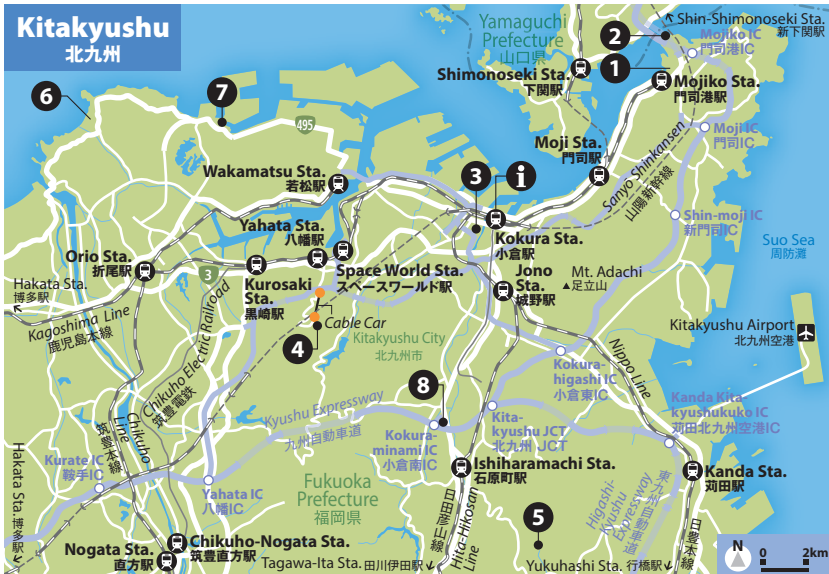 Kitakyushu
北九州
Yamaguchi
Prefecture
山口県
Shin-Shimonoseki Sta.
新下関駅
2
Mojiko IC
門司港IC
Shimonoseki Sta.
下関駅
1
Mojiko Sta.
門司港駅
6
7
495
Moji Sta.
門司駅
Moji IC
門司IC
Sanyo Shinkansen
山陽新幹線
Wakamatsu Sta.
若松駅
3
i
Yahata Sta.
八幡駅
Kokura Sta.
小倉駅
Shin-moji IC
新門司IC
Suo Sea
周防灘
Orio Sta.
折尾駅
3
Kurosaki
Sta.
黒崎駅
Space World Sta.
スペースワールド駅
Jono
Sta.
城野駅
Mt. Adachi
▲足立山
Hakata Sta.
博多駅
Kagoshima Line
鹿児島本線
Cable Car
4
Kitakyushu City
北九州市
Kitakyushu Airport
北九州空港
Chikuho Electric Railroad
筑豊電鉄
Chikuho
Line
筑豊本線
Nippo Line
Kokura-
higashi IC
小倉東IC
8
Kyushu Expressway
九州自動車道
Kokura-
minami IC
小倉南IC
Kita-
kyushu JCT
北九州 JCT
Kanda Kita-
kyushukuko IC
苅田北九州空港IC
Hakata Sta. 博多駅
Kurate IC
鞍手IC
Yahata IC
八幡IC
Fukuoka
Prefecture
福岡県
Ishiharamachi Sta.
石原町駅
Kanda Sta.
苅田駅
Higashi-
Kyushu
Expressway
東九州自動車道
日田彦山線
Hita-Hikosan
Line
5
日豊本線
Chikuho-Nogata Sta.
筑豊直方駅
Nogata Sta.
直方駅
Tagawa-Ita Sta. 田川伊田駅
Yukuhashi Sta. 行橋駅
N
0 2km